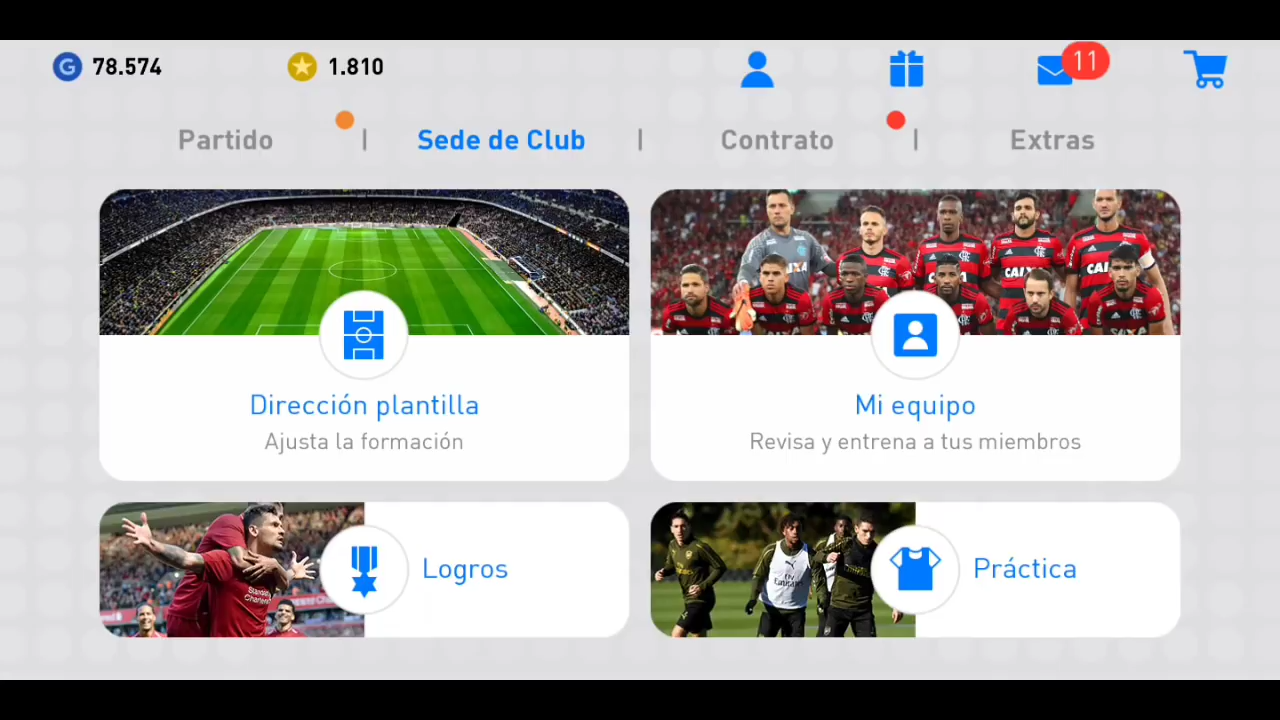 78.574
1.810
11
Partido | Sede de Club | Contrato | Extras
Dirección plantilla
Ajusta la formación
Mi equipo
Revisa y entrena a tus miembros
Logros
Práctica